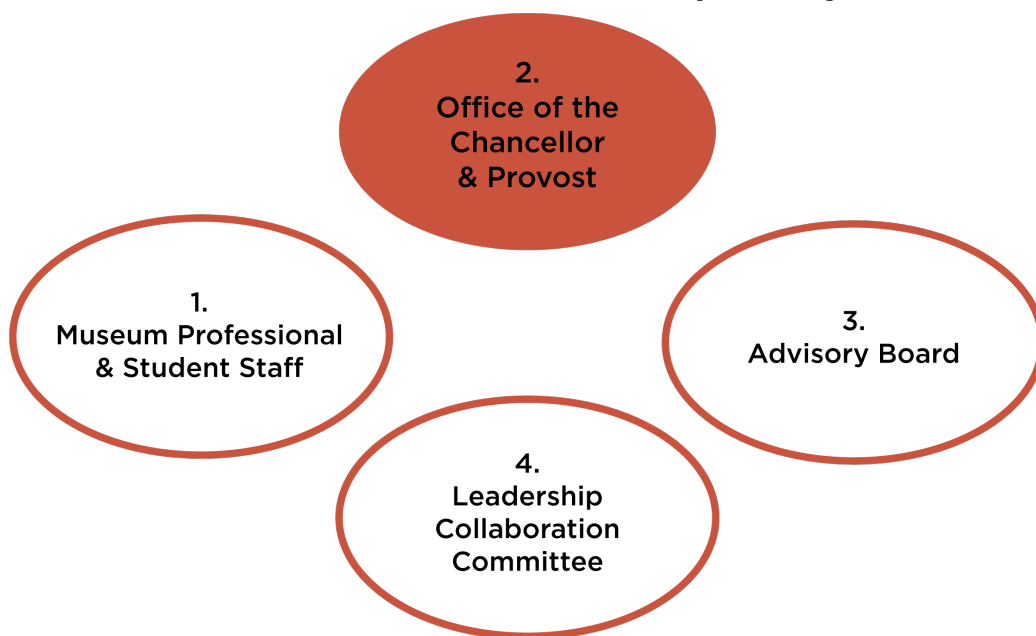 2.
Office of the
Chancellor
& Provost
1.
Museum Professional
& Student Staff
3.
Advisory Board
4.
Leadership
Collaboration
Committee